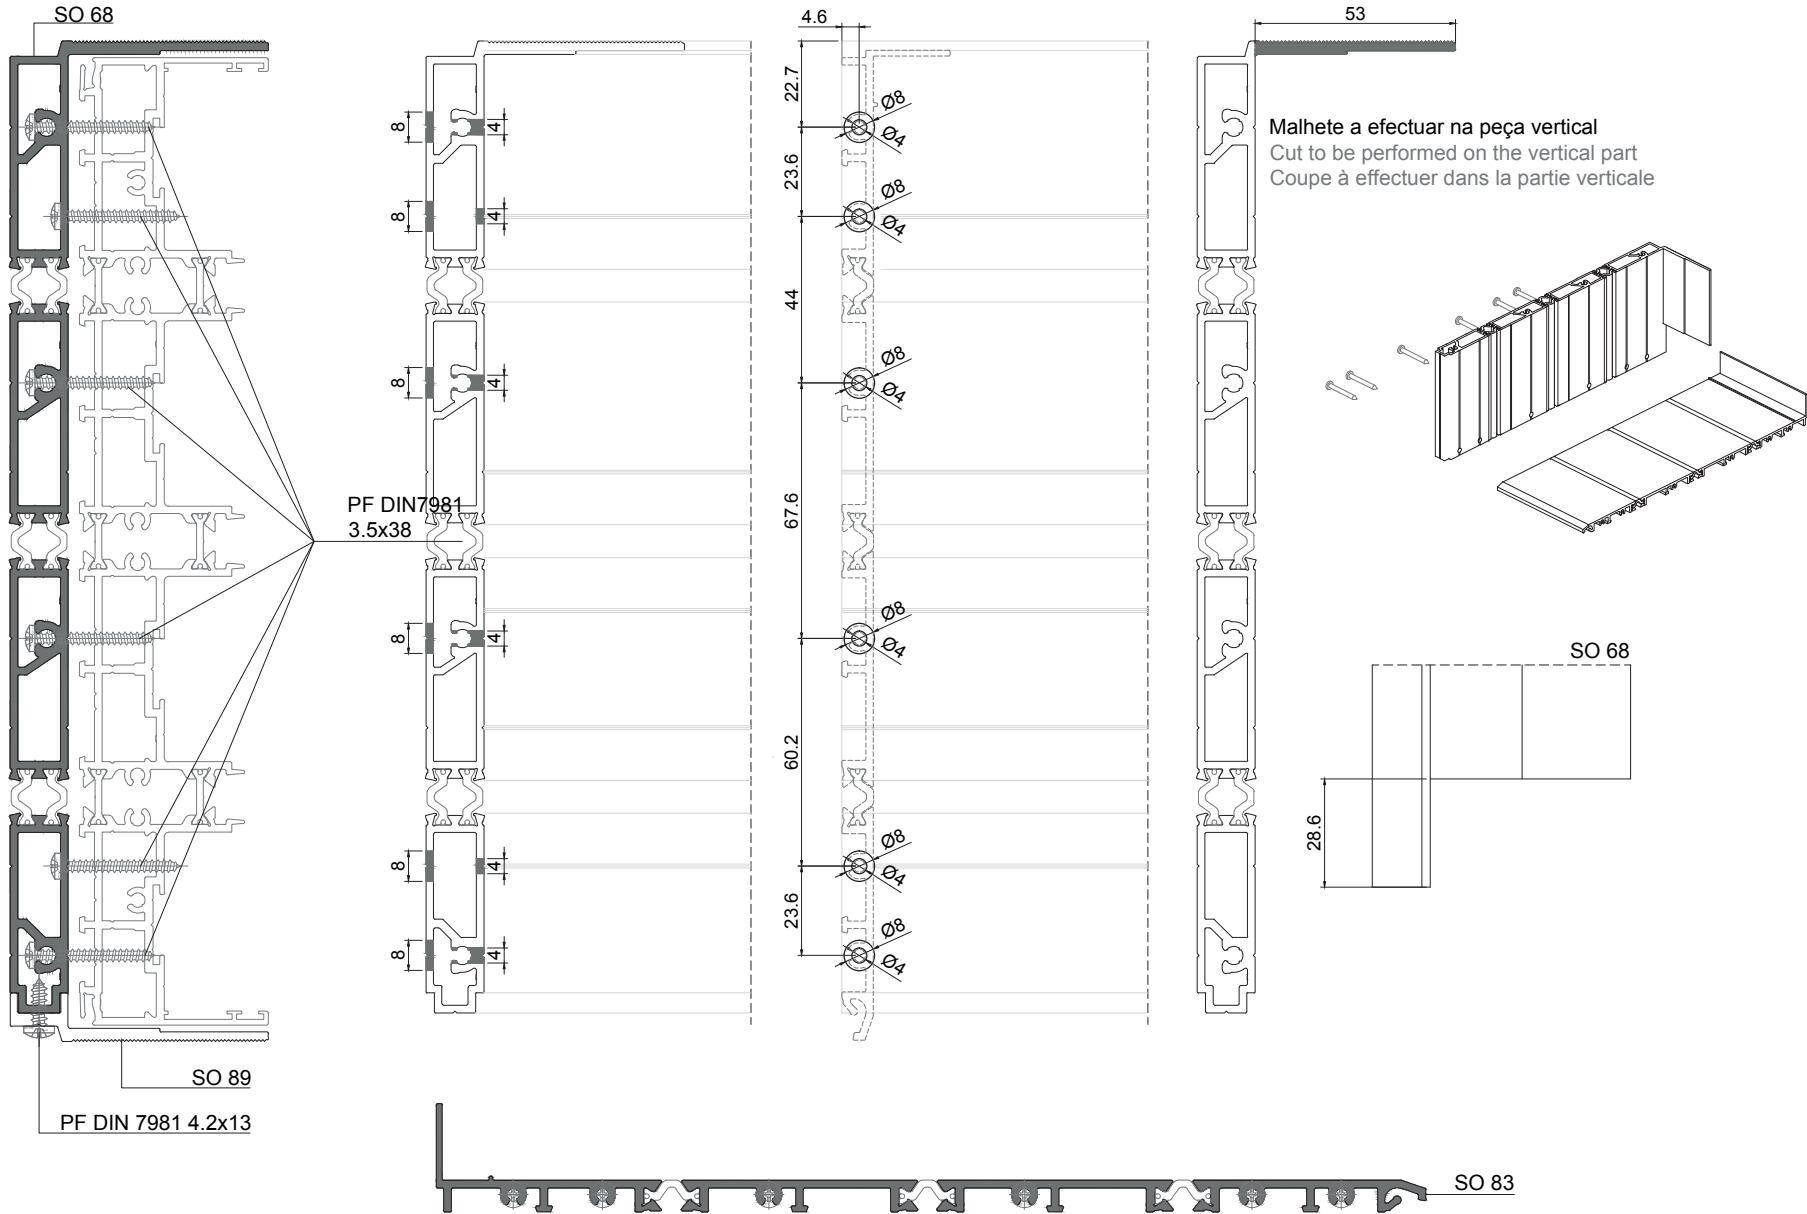 SO 68
4.6
53
22.7
Ø8
Ø4
8
4
Malhete a efectuar na peça vertical
Cut to be performed on the vertical part
Coupe à effectuer dans la partie verticale
23.6
Ø8
Ø4
8
4
44
Ø8
Ø4
8
4
PF DIN7981
3.5x38
67.6
Ø8
Ø4
8
4
SO 68
60.2
28.6
Ø8
Ø4
8
4
23.6
Ø8
Ø4
8
4
SO 89
PF DIN 7981 4.2x13
SO 83